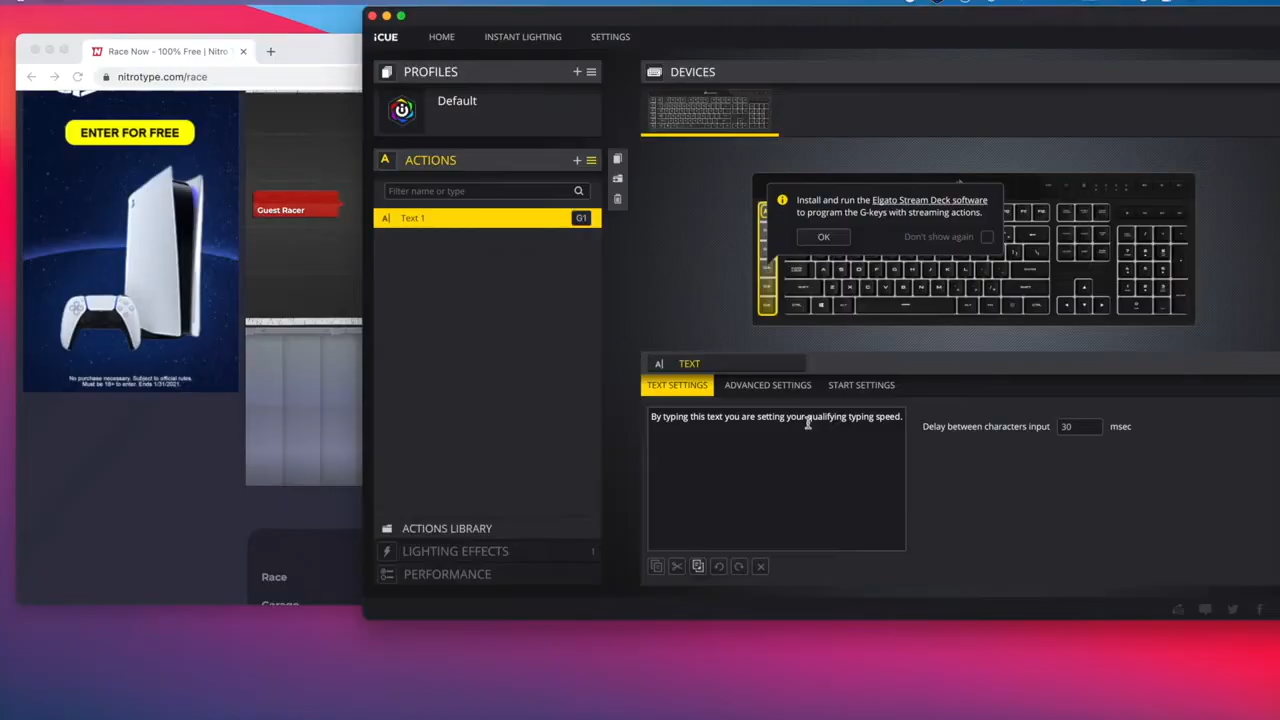 Race Now - 100% Free | Nitro
nitrotype.com/race
ENTER FOR FREE
No purchase necessary. Subject to official rules.
Must be 18+ to enter. Ends 1/31/2021.
Guest Racer
Race
Garage
iCUE
HOME
INSTANT LIGHTING
SETTINGS
PROFILES
Default
A
ACTIONS
Filter name or type
A|
Text 1
G1
ACTIONS LIBRARY
LIGHTING EFFECTS
1
PERFORMANCE
DEVICES
Install and run the Elgato Stream Deck software
to program the G-keys with streaming actions.
OK
Don't show again
A|
TEXT
TEXT SETTINGS
ADVANCED SETTINGS
START SETTINGS
By typing this text you are setting your qualifying typing speed.
Delay between characters input
30
msec